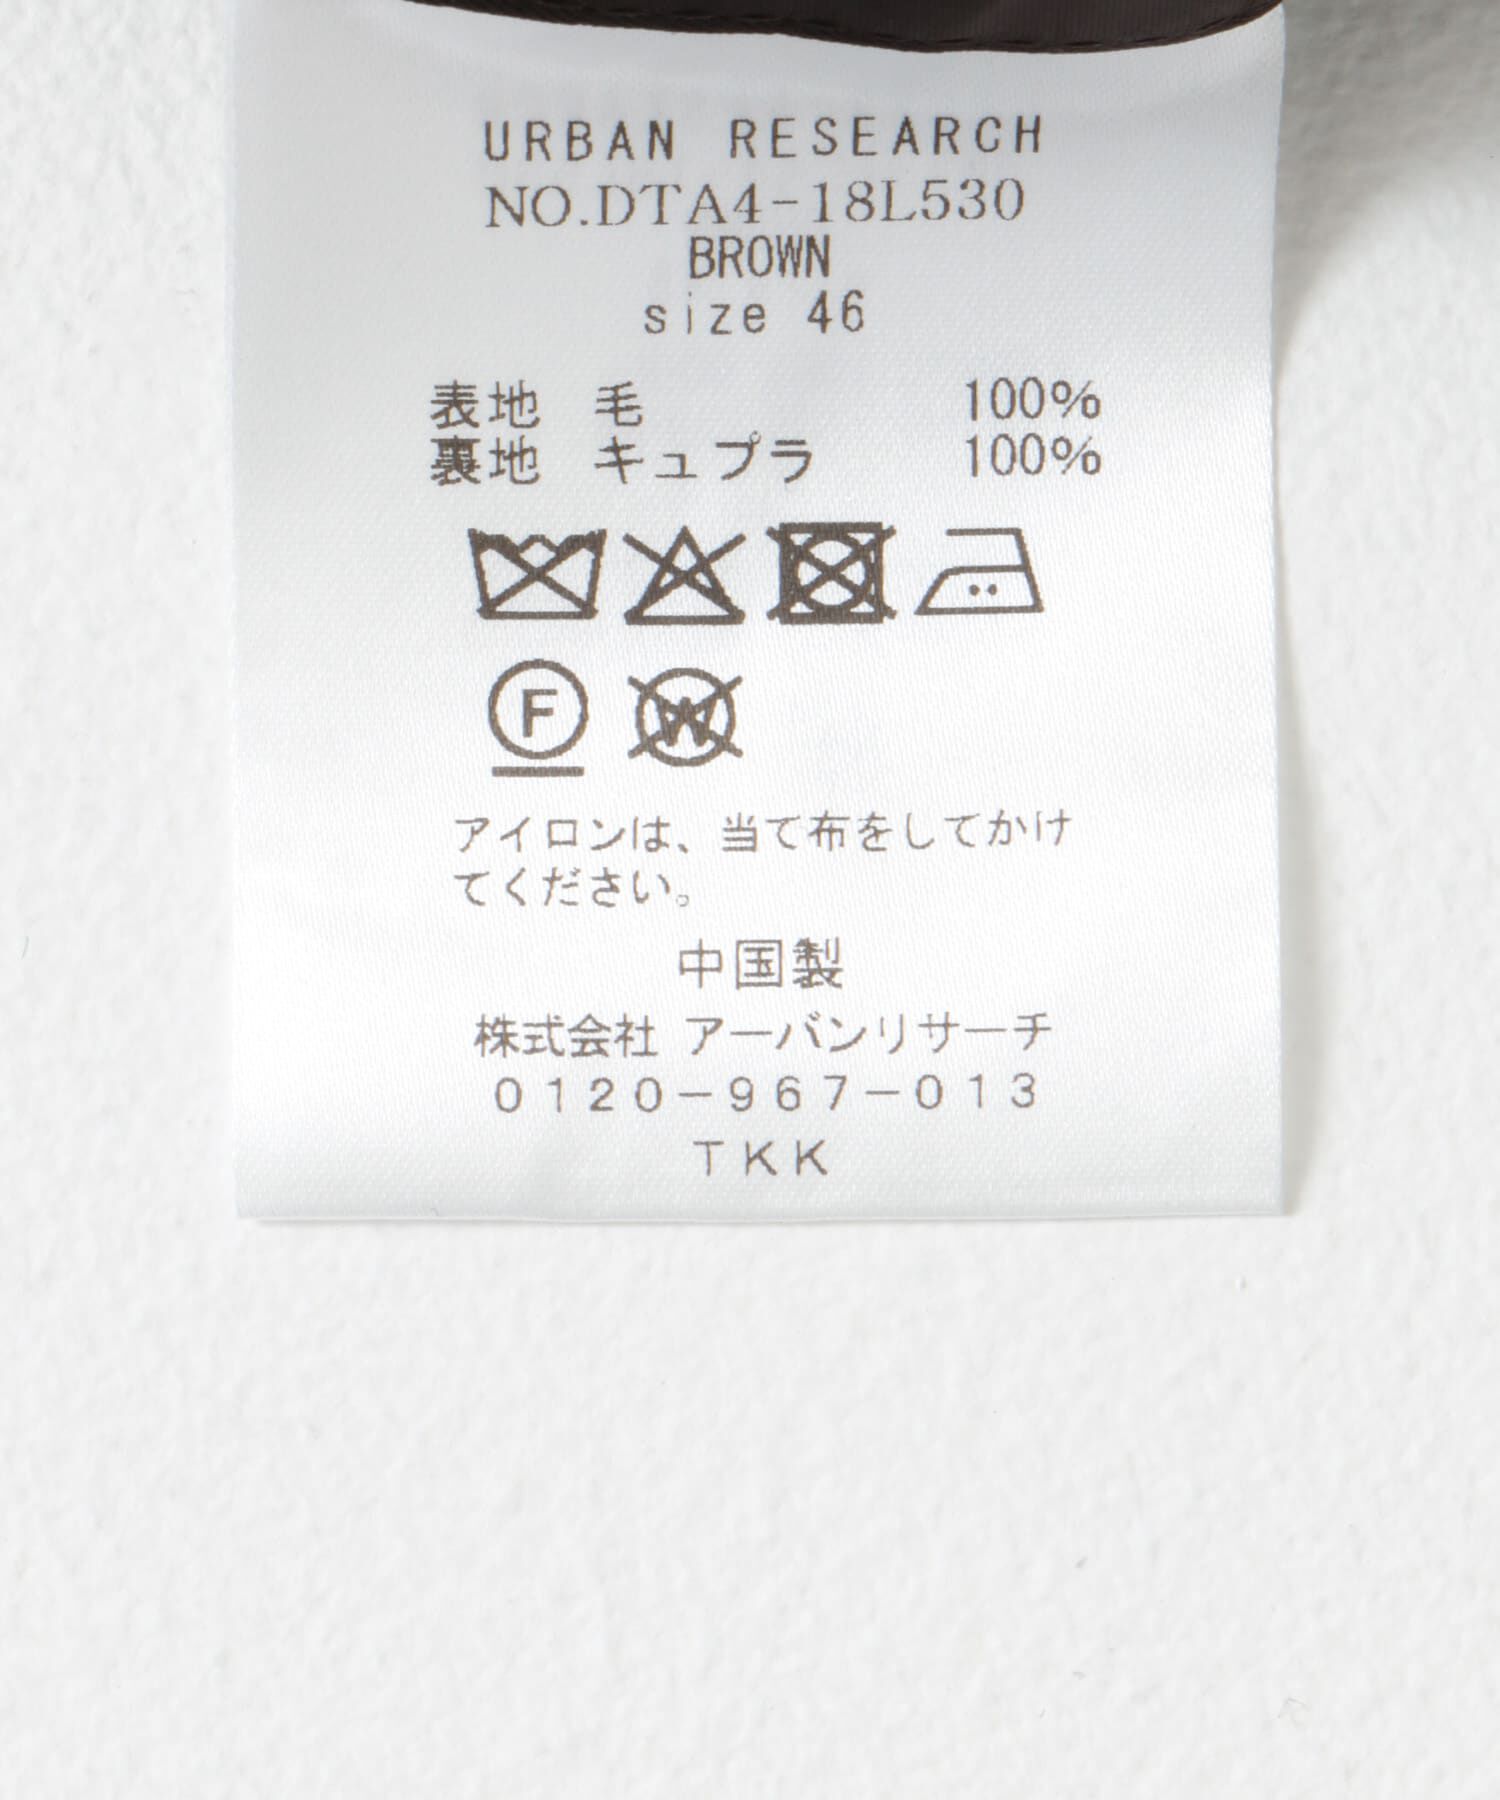 URBAN RESEARCH
NO.DTA4-18L530
BROWN
size 46
表地 毛 100%
裏地 キュプラ 100%
F W
アイロンは、当て布をしてかけ
てください。
中国製
株式会社 アーバンリサーチ
0120-967-013
TKK